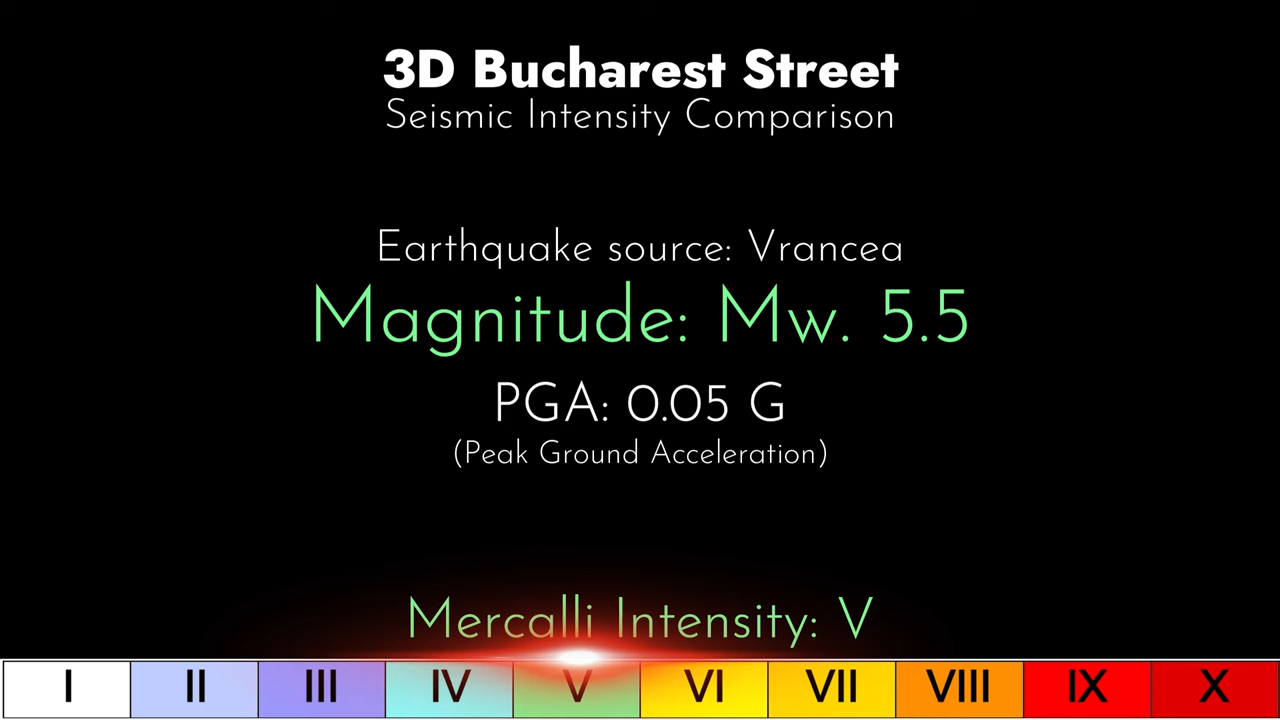 3D Bucharest Street
Seismic Intensity Comparison
Earthquake source: Vrancea
Magnitude: Mw. 5.5
PGA: 0.05 G
(Peak Ground Acceleration)
Mercalli Intensity: V
I II III IV V VI VII VIII IX X